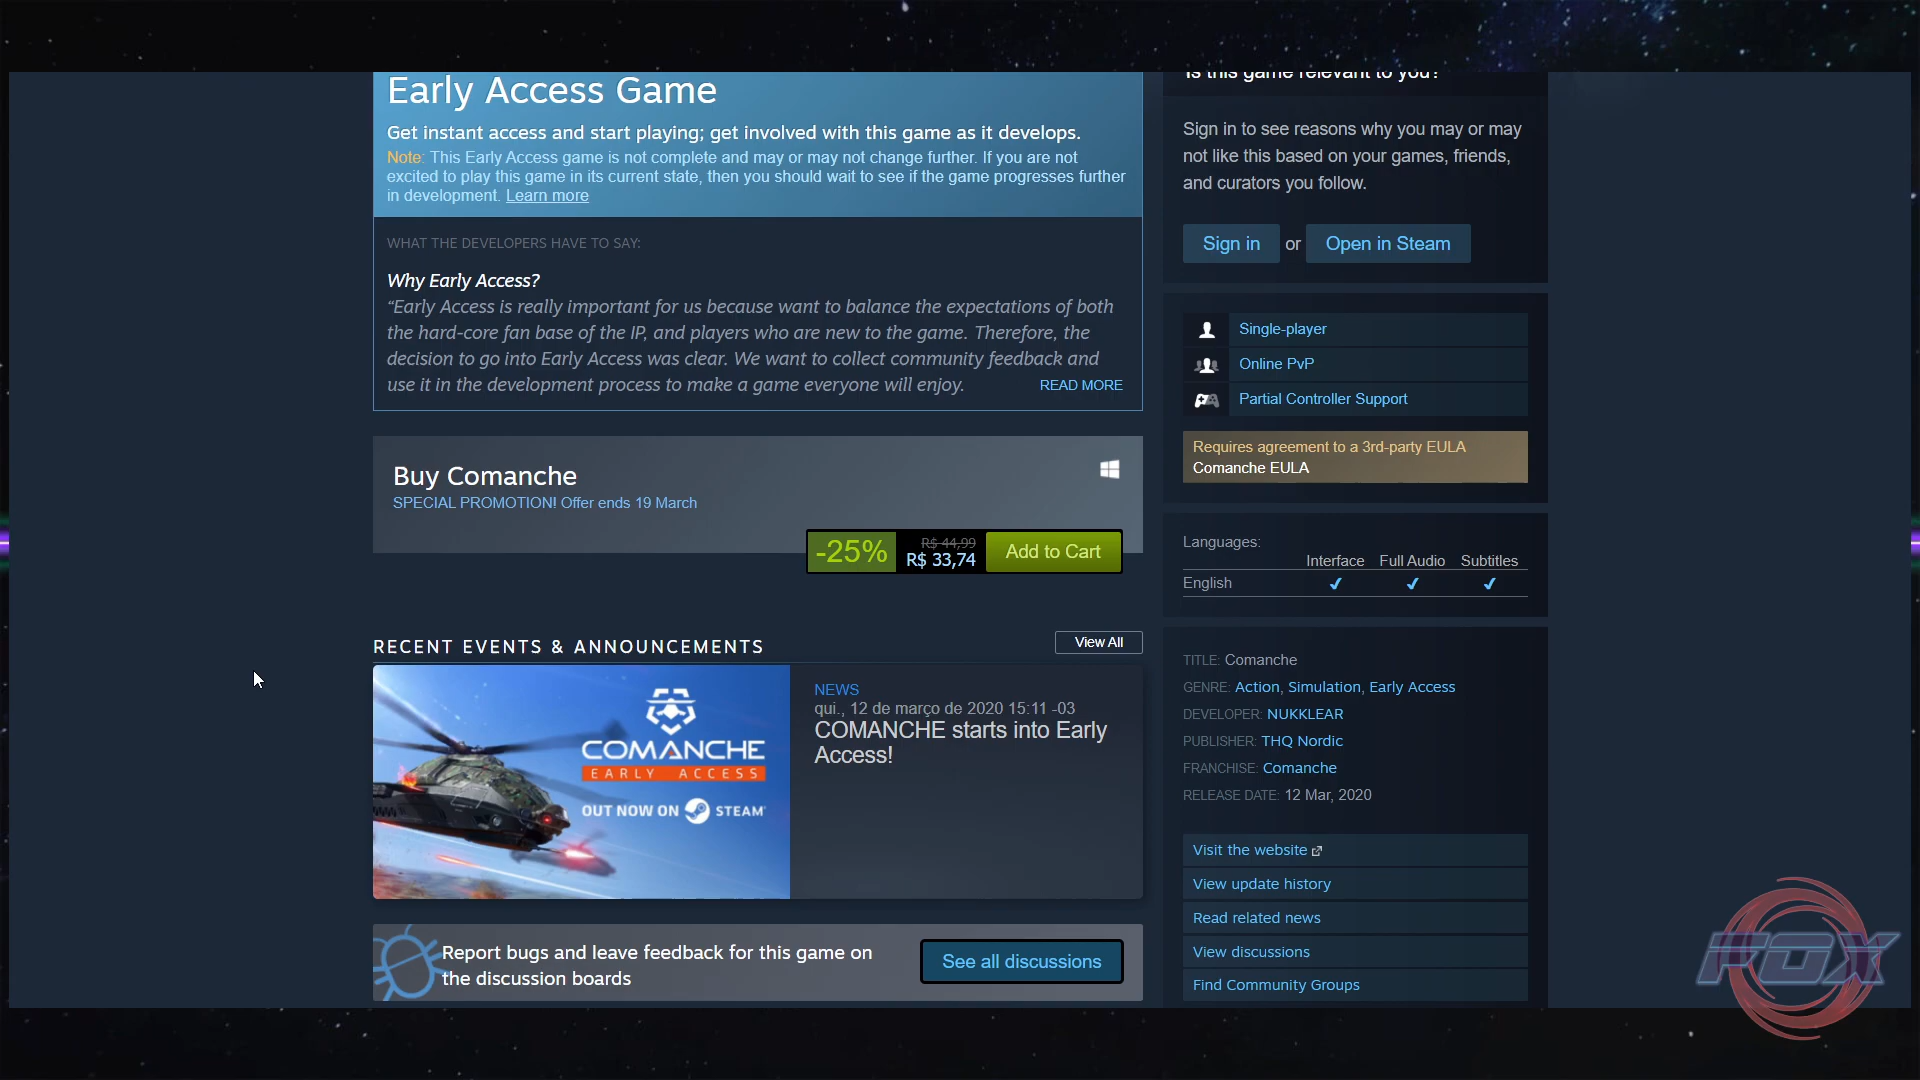 Early Access Game
Get instant access and start playing; get involved with this game as it develops.
Note: This Early Access game is not complete and may or may not change further. If you are not
excited to play this game in its current state, then you should wait to see if the game progresses further
in development. Learn more
WHAT THE DEVELOPERS HAVE TO SAY:
Why Early Access?
“Early Access is really important for us because want to balance the expectations of both
the hard-core fan base of the IP, and players who are new to the game. Therefore, the
decision to go into Early Access was clear. We want to collect community feedback and
use it in the development process to make a game everyone will enjoy.
READ MORE
Buy Comanche
SPECIAL PROMOTION! Offer ends 19 March
-25%
R$ 44,99
R$ 33,74
Add to Cart
RECENT EVENTS & ANNOUNCEMENTS
View All
COMANCHE
EARLY ACCESS
OUT NOW ON STEAM
NEWS
qui., 12 de março de 2020 15:11 -03
COMANCHE starts into Early
Access!
Report bugs and leave feedback for this game on
the discussion boards
See all discussions
Is this game relevant to you?
Sign in to see reasons why you may or may
not like this based on your games, friends,
and curators you follow.
Sign in or Open in Steam
Single-player
Online PvP
Partial Controller Support
Requires agreement to a 3rd-party EULA
Comanche EULA
Languages:
Interface Full Audio Subtitles
English ✔ ✔ ✔
TITLE: Comanche
GENRE: Action, Simulation, Early Access
DEVELOPER: NUKKLEAR
PUBLISHER: THQ Nordic
FRANCHISE: Comanche
RELEASE DATE: 12 Mar, 2020
Visit the website
View update history
Read related news
View discussions
Find Community Groups
FOX